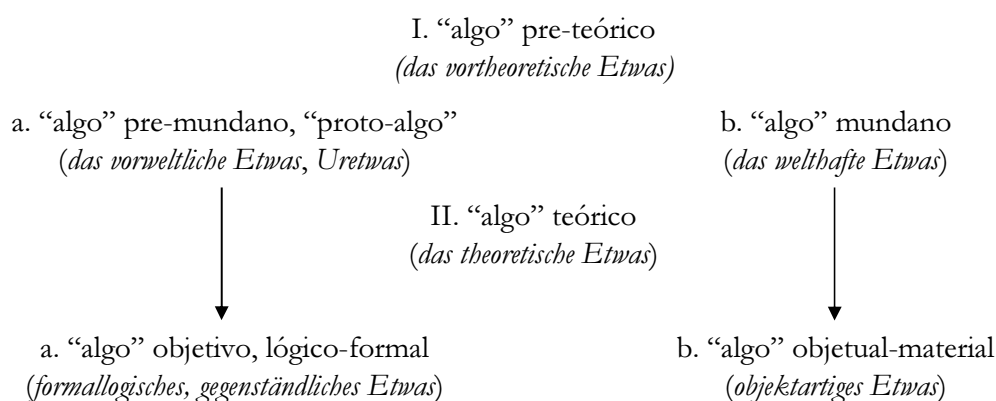 I. “algo” pre-teórico
(das vortheoretische Etwas)
a. “algo” pre-mundano, “proto-algo”
(das vorweltliche Etwas, Uretwas)
b. “algo” mundano
(das welthafte Etwas)
II. “algo” teórico
(das theoretische Etwas)
a. “algo” objetivo, lógico-formal
(formallogisches, gegenständliches Etwas)
b. “algo” objetual-material
(objektartiges Etwas)